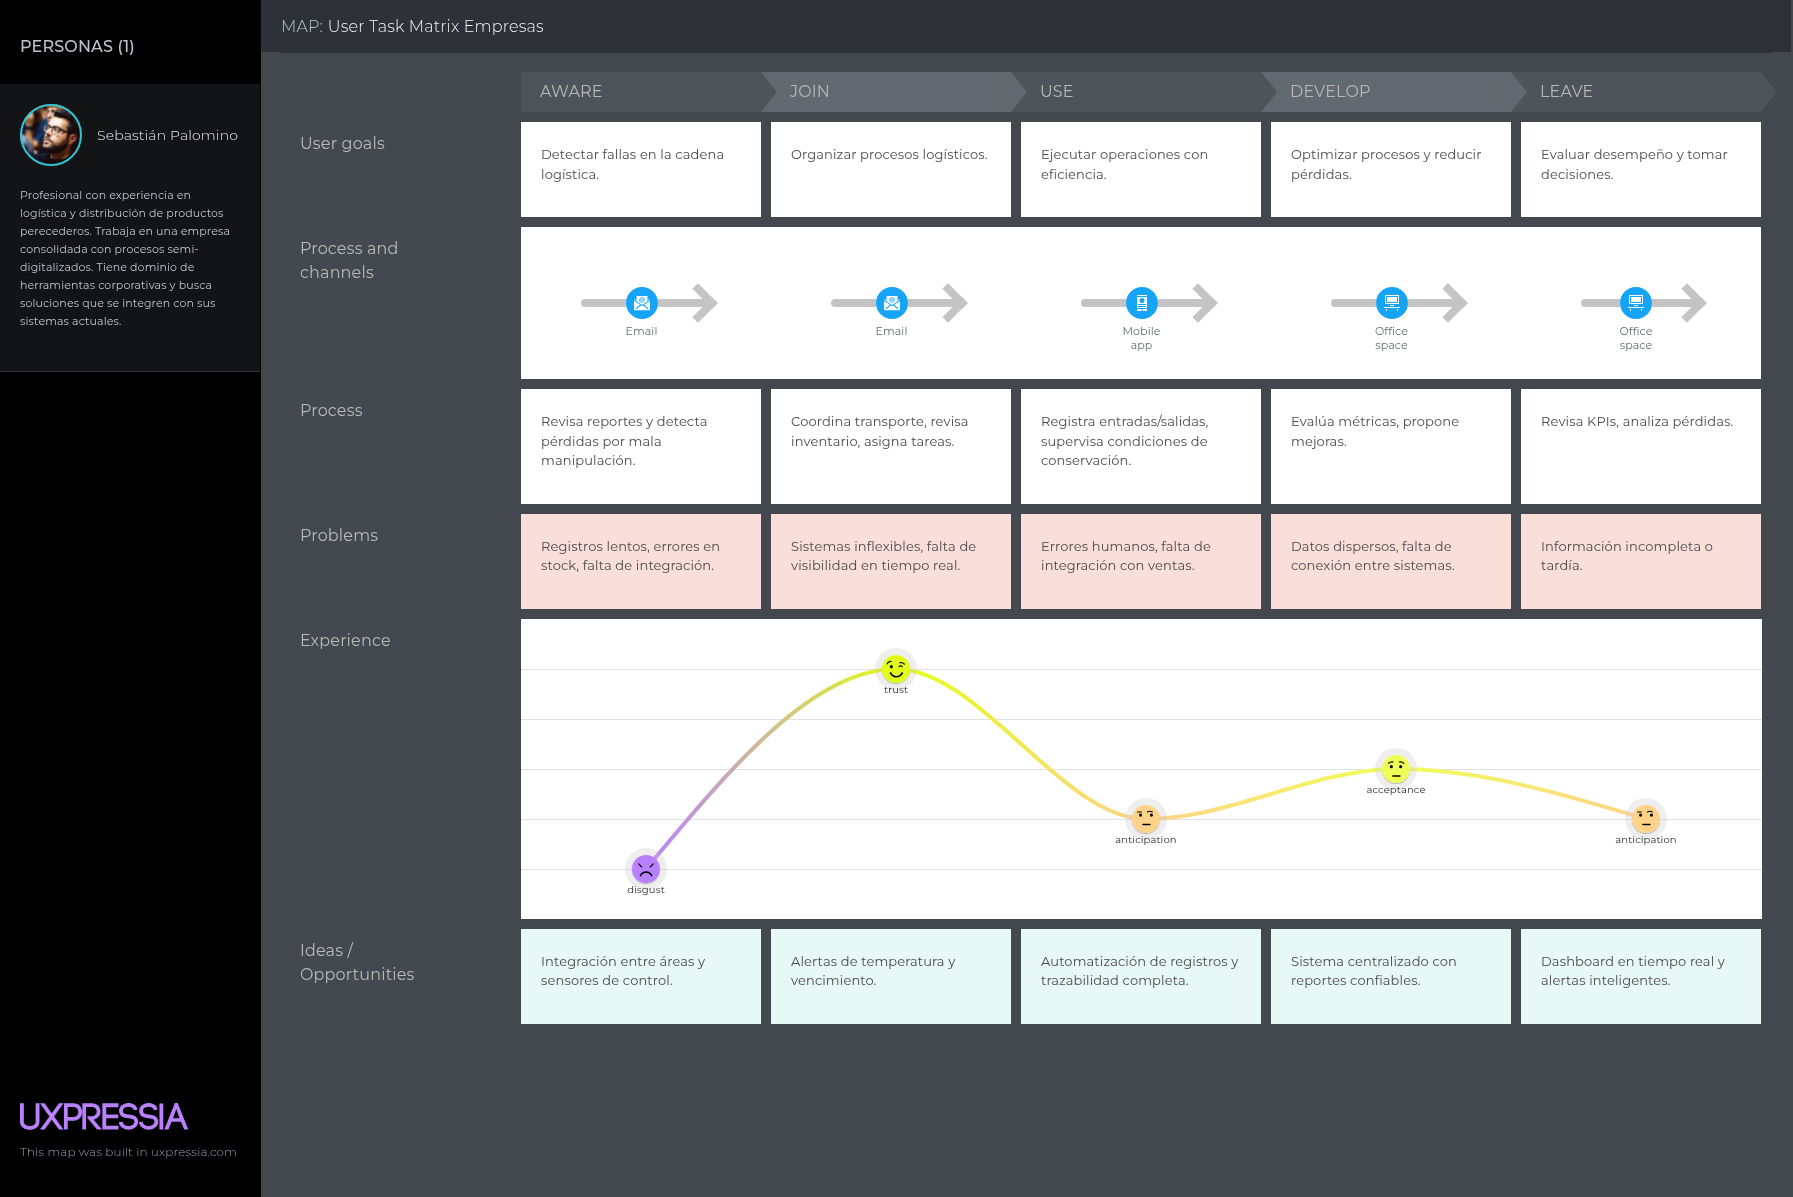 PERSONAS (1)
Sebastián Palomino
Profesional con experiencia en
logística y distribución de productos
perecederos. Trabaja en una empresa
consolidada con procesos semi-
digitalizados. Tiene dominio de
herramientas corporativas y busca
soluciones que se integren con sus
sistemas actuales.
UXPRESSIA
This map was built in uxpressia.com
MAP: User Task Matrix Empresas
AWARE
JOIN
USE
DEVELOP
LEAVE
User goals
Detectar fallas en la cadena
logística.
Organizar procesos logísticos.
Ejecutar operaciones con
eficiencia.
Optimizar procesos y reducir
pérdidas.
Evaluar desempeño y tomar
decisiones.
Process and
channels
Email
Email
Mobile
app
Office
space
Office
space
Process
Revisa reportes y detecta
pérdidas por mala
manipulación.
Coordina transporte, revisa
inventario, asigna tareas.
Registra entradas/salidas,
supervisa condiciones de
conservación.
Evalúa métricas, propone
mejoras.
Revisa KPIs, analiza pérdidas.
Problems
Registros lentos, errores en
stock, falta de integración.
Sistemas inflexibles, falta de
visibilidad en tiempo real.
Errores humanos, falta de
integración con ventas.
Datos dispersos, falta de
conexión entre sistemas.
Información incompleta o
tardía.
Experience
disgust
trust
anticipation
acceptance
anticipation
Ideas /
Opportunities
Integración entre áreas y
sensores de control.
Alertas de temperatura y
vencimiento.
Automatización de registros y
trazabilidad completa.
Sistema centralizado con
reportes confiables.
Dashboard en tiempo real y
alertas inteligentes.